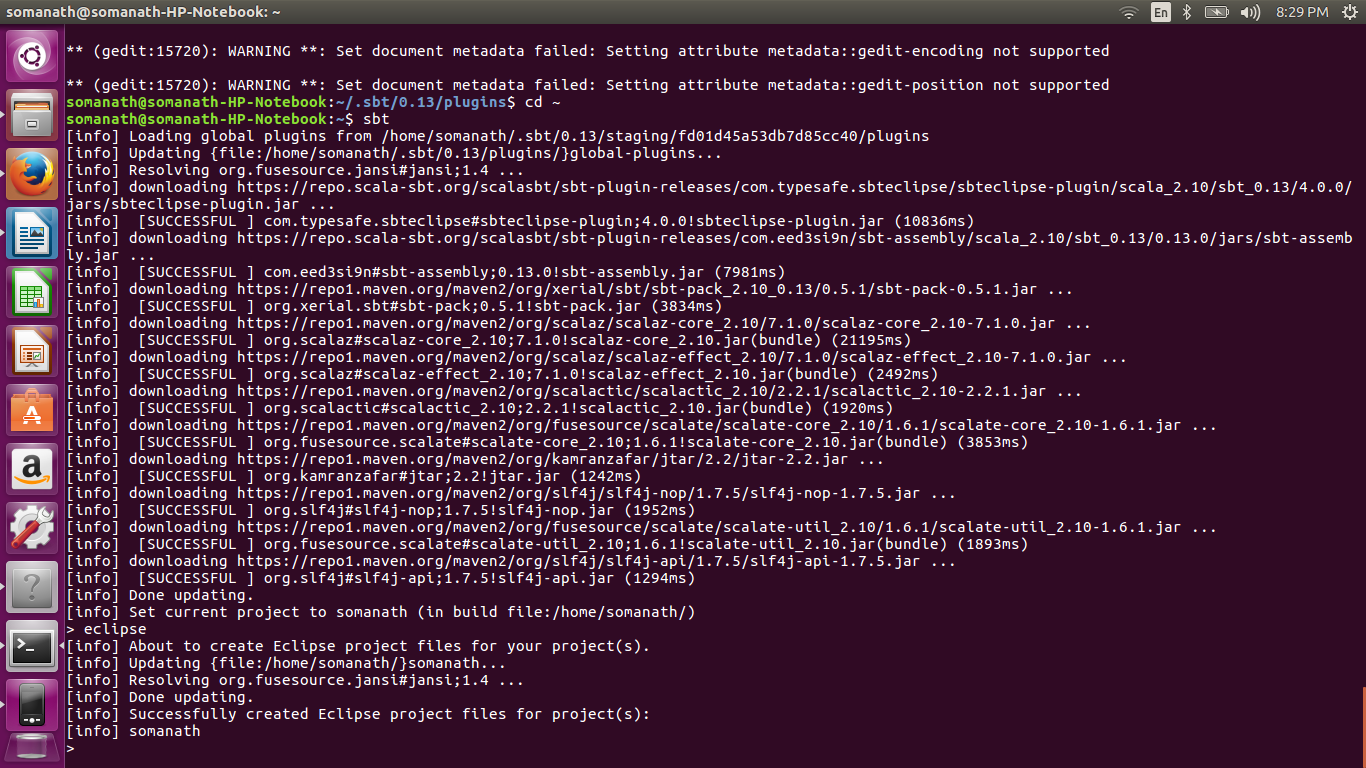 somanath@somanath-HP-Notebook: ~
En
8:29 PM
** (gedit:15720): WARNING **: Set document metadata failed: Setting attribute metadata::gedit-encoding not supported
** (gedit:15720): WARNING **: Set document metadata failed: Setting attribute metadata::gedit-position not supported
somanath@somanath-HP-Notebook:~/.sbt/0.13/plugins$ cd ~
somanath@somanath-HP-Notebook:~$ sbt
[info] Loading global plugins from /home/somanath/.sbt/0.13/staging/fd01d45a53db7d85cc40/plugins
[info] Updating {file:/home/somanath/.sbt/0.13/plugins/}global-plugins...
[info] Resolving org.fusesource.jansi#jansi;1.4 ...
[info] downloading https://repo.scala-sbt.org/scalasbt/sbt-plugin-releases/com.typesafe.sbteclipse/sbteclipse-plugin/scala_2.10/sbt_0.13/4.0.0/
jars/sbteclipse-plugin.jar ...
[info]  [SUCCESSFUL ] com.typesafe.sbteclipse#sbteclipse-plugin;4.0.0!sbteclipse-plugin.jar (10836ms)
[info] downloading https://repo.scala-sbt.org/scalasbt/sbt-plugin-releases/com.eed3si9n/sbt-assembly/scala_2.10/sbt_0.13/0.13.0/jars/sbt-assemb
ly.jar ...
[info]  [SUCCESSFUL ] com.eed3si9n#sbt-assembly;0.13.0!sbt-assembly.jar (7981ms)
[info] downloading https://repo1.maven.org/maven2/org/xerial/sbt/sbt-pack_2.10_0.13/0.5.1/sbt-pack-0.5.1.jar ...
[info]  [SUCCESSFUL ] org.xerial.sbt#sbt-pack;0.5.1!sbt-pack.jar (3834ms)
[info] downloading https://repo1.maven.org/maven2/org/scalaz/scalaz-core_2.10/7.1.0/scalaz-core_2.10-7.1.0.jar ...
[info]  [SUCCESSFUL ] org.scalaz#scalaz-core_2.10;7.1.0!scalaz-core_2.10.jar(bundle) (21195ms)
[info] downloading https://repo1.maven.org/maven2/org/scalaz/scalaz-effect_2.10/7.1.0/scalaz-effect_2.10-7.1.0.jar ...
[info]  [SUCCESSFUL ] org.scalaz#scalaz-effect_2.10;7.1.0!scalaz-effect_2.10.jar(bundle) (2492ms)
[info] downloading https://repo1.maven.org/maven2/org/scalactic/scalactic_2.10/2.2.1/scalactic_2.10-2.2.1.jar ...
[info]  [SUCCESSFUL ] org.scalactic#scalactic_2.10;2.2.1!scalactic_2.10.jar(bundle) (1920ms)
[info] downloading https://repo1.maven.org/maven2/org/fusesource/scalate/scalate-core_2.10/1.6.1/scalate-core_2.10-1.6.1.jar ...
[info]  [SUCCESSFUL ] org.fusesource.scalate#scalate-core_2.10;1.6.1!scalate-core_2.10.jar(bundle) (3853ms)
[info] downloading https://repo1.maven.org/maven2/org/kamranzafar/jtar/2.2/jtar-2.2.jar ...
[info]  [SUCCESSFUL ] org.kamranzafar#jtar;2.2!jtar.jar (1242ms)
[info] downloading https://repo1.maven.org/maven2/org/slf4j/slf4j-nop/1.7.5/slf4j-nop-1.7.5.jar ...
[info]  [SUCCESSFUL ] org.slf4j#slf4j-nop;1.7.5!slf4j-nop.jar (1952ms)
[info] downloading https://repo1.maven.org/maven2/org/fusesource/scalate/scalate-util_2.10/1.6.1/scalate-util_2.10-1.6.1.jar ...
[info]  [SUCCESSFUL ] org.fusesource.scalate#scalate-util_2.10;1.6.1!scalate-util_2.10.jar(bundle) (1893ms)
[info] downloading https://repo1.maven.org/maven2/org/slf4j/slf4j-api/1.7.5/slf4j-api-1.7.5.jar ...
[info]  [SUCCESSFUL ] org.slf4j#slf4j-api;1.7.5!slf4j-api.jar (1294ms)
[info] Done updating.
[info] Set current project to somanath (in build file:/home/somanath/)
> eclipse
[info] About to create Eclipse project files for your project(s).
[info] Updating {file:/home/somanath/}somanath...
[info] Resolving org.fusesource.jansi#jansi;1.4 ...
[info] Done updating.
[info] Successfully created Eclipse project files for project(s):
[info] somanath
>